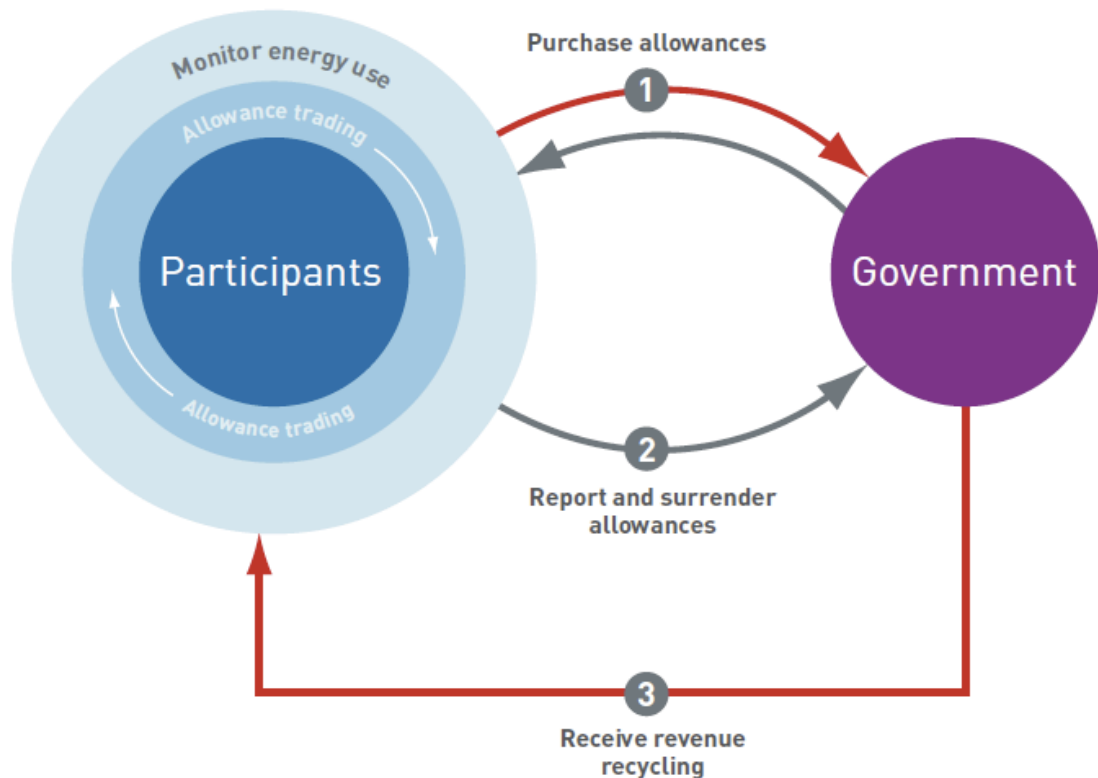 Purchase allowances
Monitor energy use
1
Allowance trading
Participants
Government
Allowance trading
2
Report and surrender
allowances
3
Receive revenue
recycling